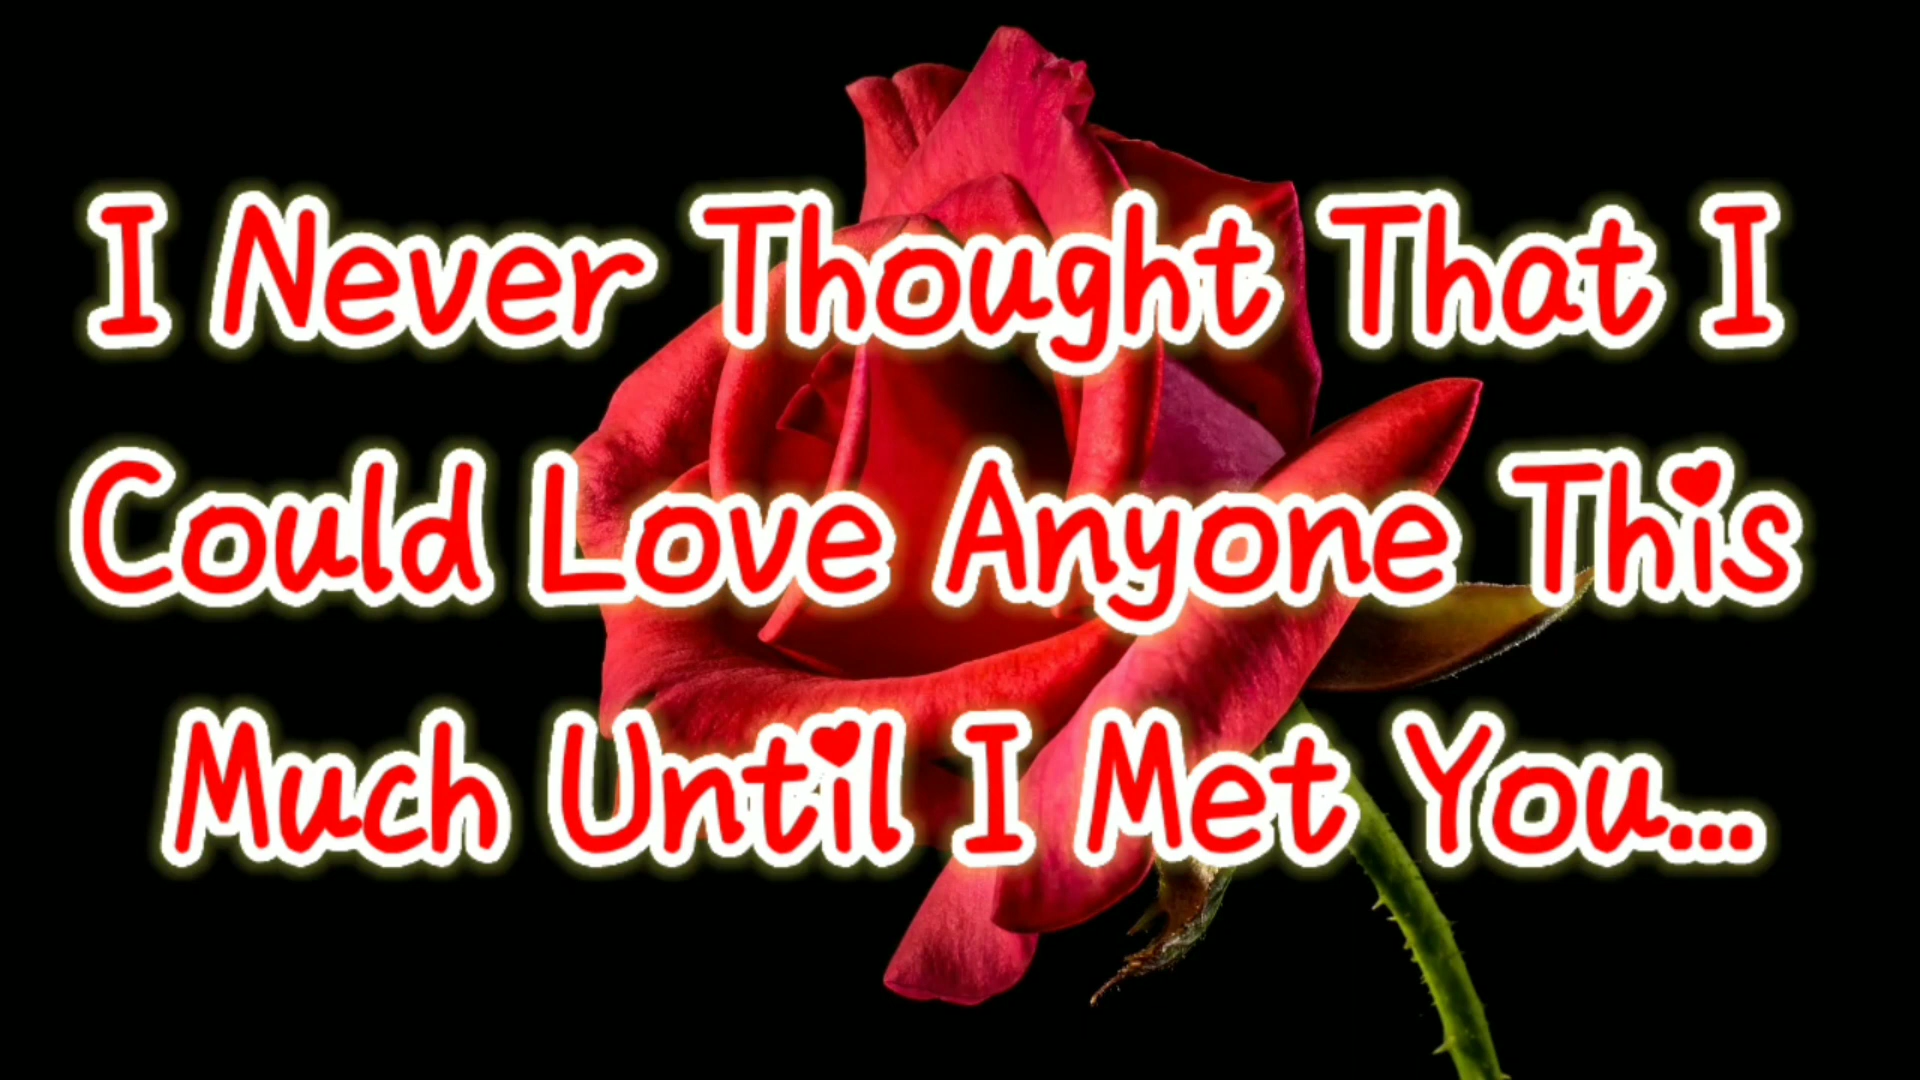 I Never Thought That I
Could Love Anyone This
Much Until I Met You...